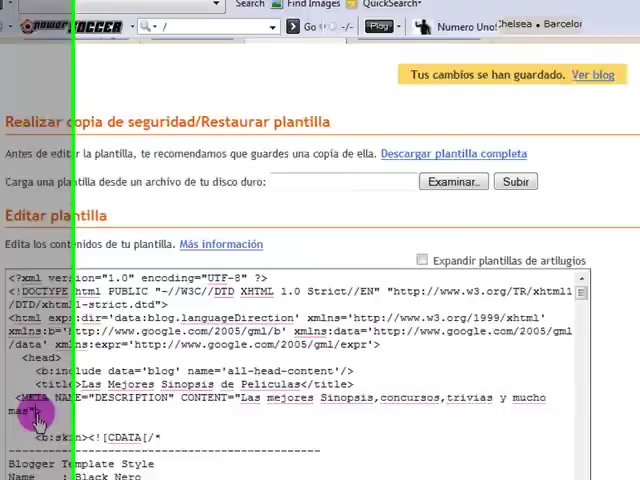 Search Find Images QuickSearch
power SOCCER / Go -/- Play Numero Uno! Chelsea • Barcelor
Tus cambios se han guardado. Ver blog
Realizar copia de seguridad/Restaurar plantilla
Antes de editar la plantilla, te recomendamos que guardes una copia de ella. Descargar plantilla completa
Carga una plantilla desde un archivo de tu disco duro: Examinar... Subir
Editar plantilla
Edita los contenidos de tu plantilla. Más información
Expandir plantillas de artilugios
<?xml version="1.0" encoding="UTF-8" ?>
<!DOCTYPE html PUBLIC "-//W3C//DTD XHTML 1.0 Strict//EN" "http://www.w3.org/TR/xhtml1
/DTD/xhtml1-strict.dtd">
<html expr:dir='data:blog.languageDirection' xmlns='http://www.w3.org/1999/xhtml'
xmlns:b='http://www.google.com/2005/gml/b' xmlns:data='http://www.google.com/2005/gml
/data' xmlns:expr='http://www.google.com/2005/gml/expr'>
<head>
<b:include data='blog' name='all-head-content'/>
<title>Las Mejores Sinopsis de Peliculas</title>
<META NAME="DESCRIPTION" CONTENT="Las mejores Sinopsis,concursos,trivias y mucho
mas">
<b:skin><![CDATA[/*
-----------------------------------------------
Blogger Template Style
Name : Black Nero